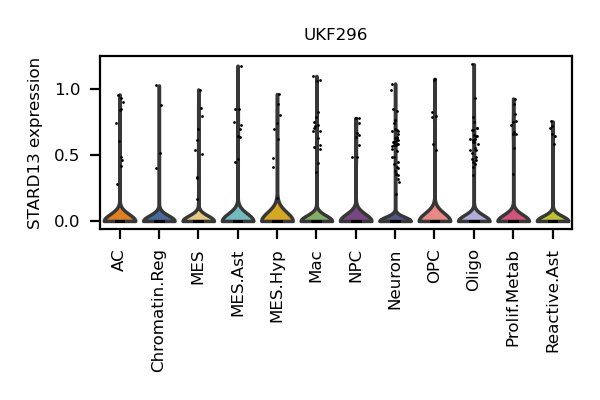 UKF296
STARD13 expression
1.0
0.5
0.0
AC
Chromatin.Reg
MES
MES.Ast
MES.Hyp
Mac
NPC
Neuron
OPC
Oligo
Prolif.Metab
Reactive.Ast